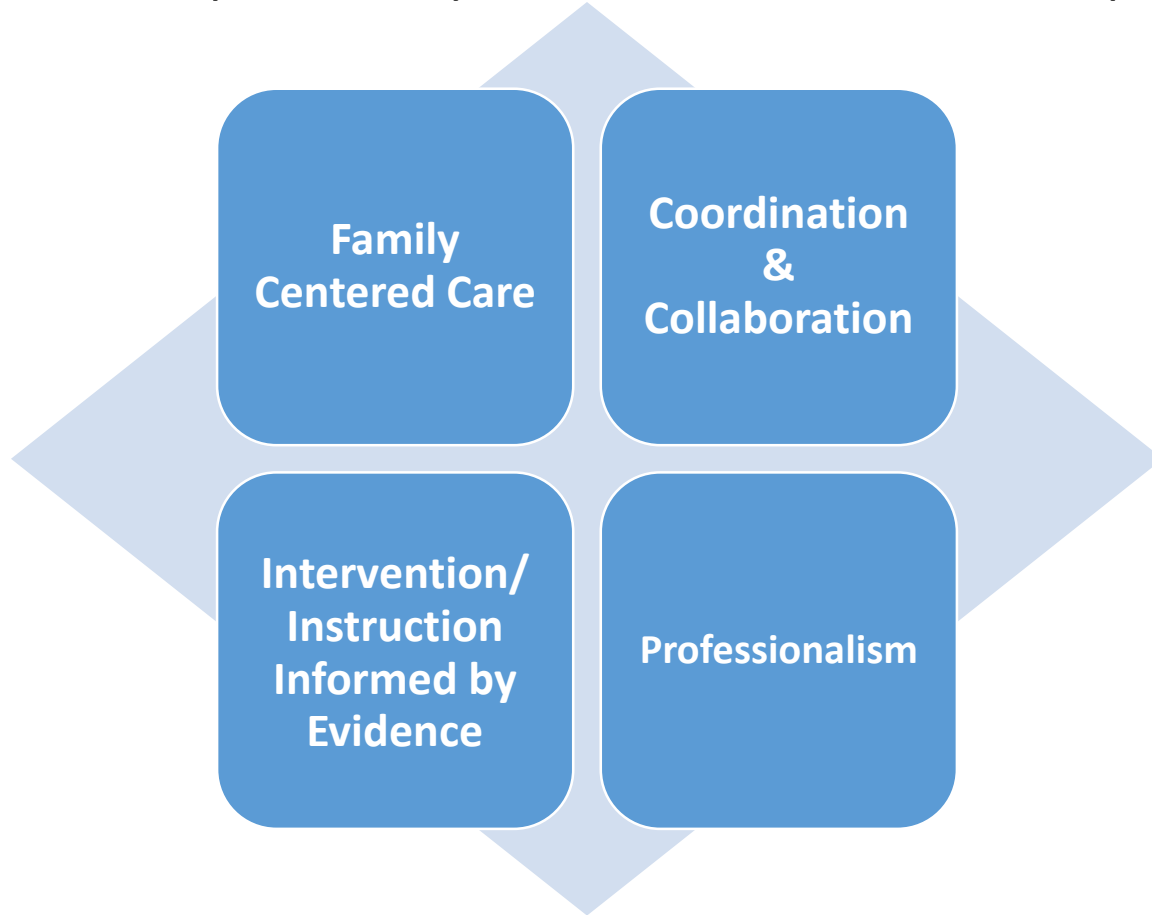 Family
Centered Care
Coordination
&
Collaboration
Intervention/
Instruction
Informed by
Evidence
Professionalism